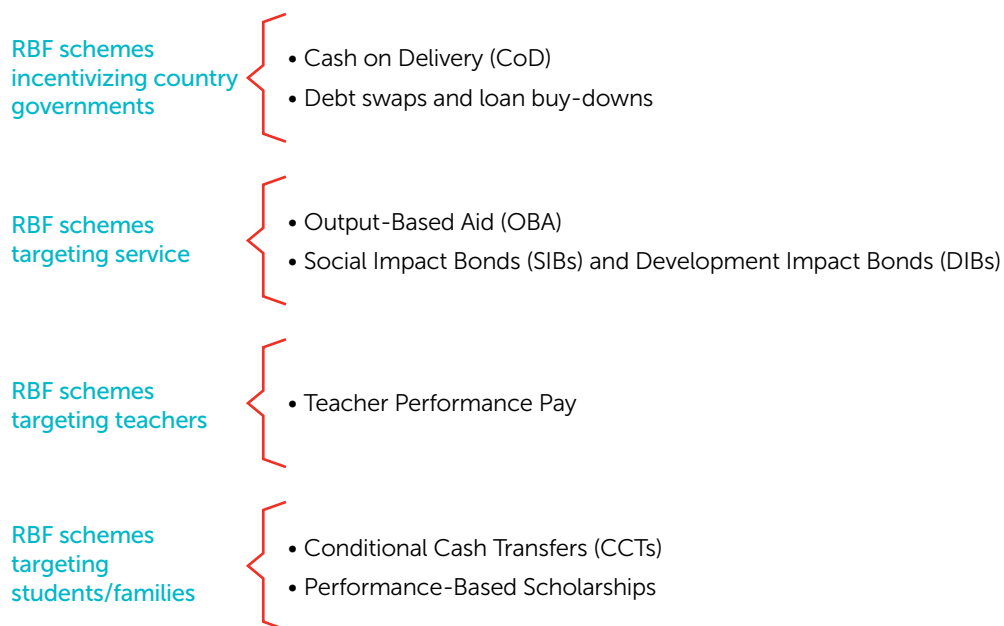 RBF schemes
incentivizing country
governments
• Cash on Delivery (CoD)
• Debt swaps and loan buy-downs
RBF schemes
targeting service
• Output-Based Aid (OBA)
• Social Impact Bonds (SIBs) and Development Impact Bonds (DIBs)
RBF schemes
targeting teachers
• Teacher Performance Pay
RBF schemes
targeting
students/families
• Conditional Cash Transfers (CCTs)
• Performance-Based Scholarships